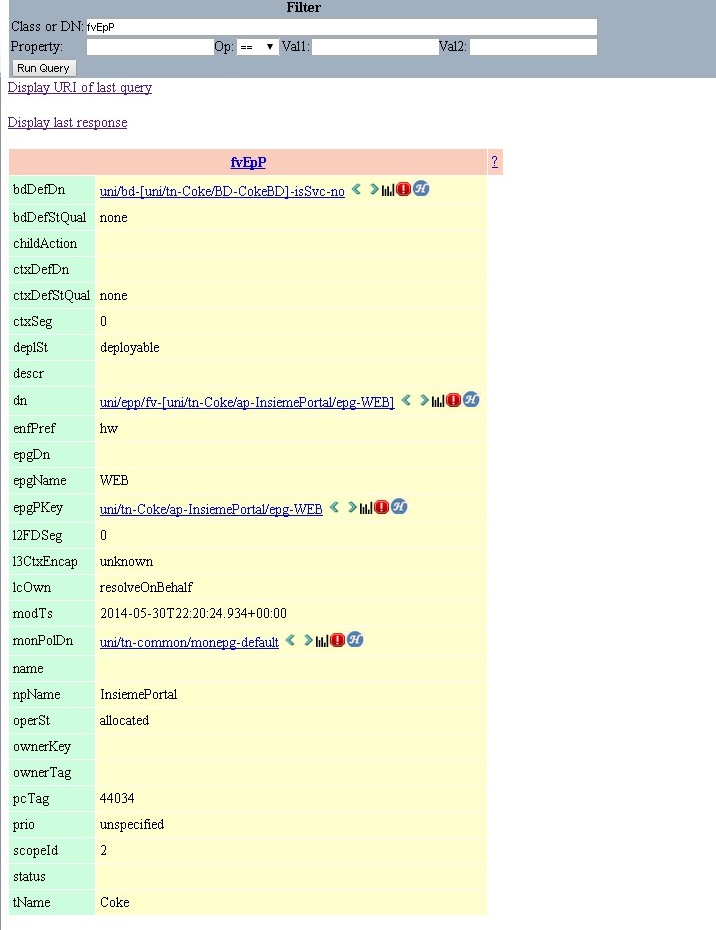 Filter
Class or DN: fvEpP
Property: Op: == ▼ Val1: Val2:
Run Query
Display URI of last query
Display last response
fvEpP ?
bdDefDn uni/bd-[uni/tn-Coke/BD-CokeBD]-isSvc-no
bdDefStQual none
childAction
ctxDefDn
ctxDefStQual none
ctxSeg 0
deplSt deployable
descr
dn uni/epp/fv-[uni/tn-Coke/ap-InsiemePortal/epg-WEB]
enfPref hw
epgDn
epgName WEB
epgPKey uni/tn-Coke/ap-InsiemePortal/epg-WEB
l2FDSeg 0
l3CtxEncap unknown
lcOwn resolveOnBehalf
modTs 2014-05-30T22:20:24.934+00:00
monPolDn uni/tn-common/monepg-default
name
npName InsiemePortal
operSt allocated
ownerKey
ownerTag
pcTag 44034
prio unspecified
scopeId 2
status
tName Coke